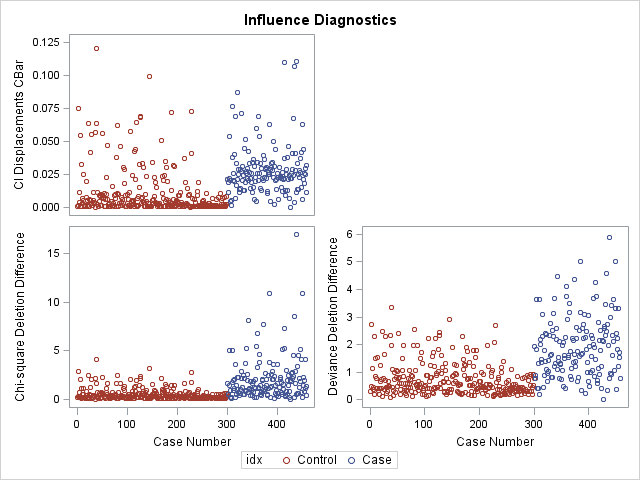 Influence Diagnostics
CI Displacements CBar
0.125
0.100
0.075
0.050
0.025
0.000
Chi-square Deletion Difference
15
10
5
0
0 100 200 300 400
Case Number
Deviance Deletion Difference
6
5
4
3
2
1
0
0 100 200 300 400
Case Number
idx Control Case